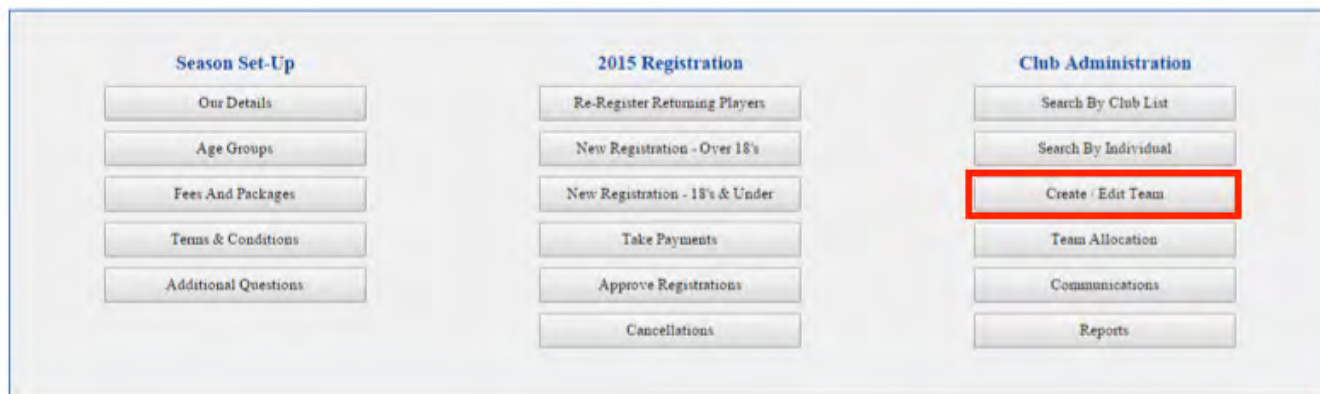 Season Set-Up
Our Details
Age Groups
Fees And Packages
Terms & Conditions
Additional Questions
2015 Registration
Re-Register Returning Players
New Registration - Over 18's
New Registration - 18's & Under
Take Payments
Approve Registrations
Cancellations
Club Administration
Search By Club List
Search By Individual
Create / Edit Team
Team Allocation
Communications
Reports